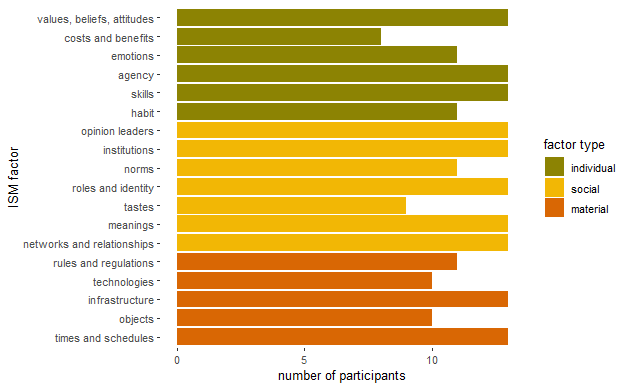 values, beliefs, attitudes
costs and benefits
emotions
agency
skills
habit
opinion leaders
institutions
norms
roles and identity
tastes
meanings
networks and relationships
rules and regulations
technologies
infrastructure
objects
times and schedules
ISM factor
0 5 10
number of participants
factor type
individual
social
material